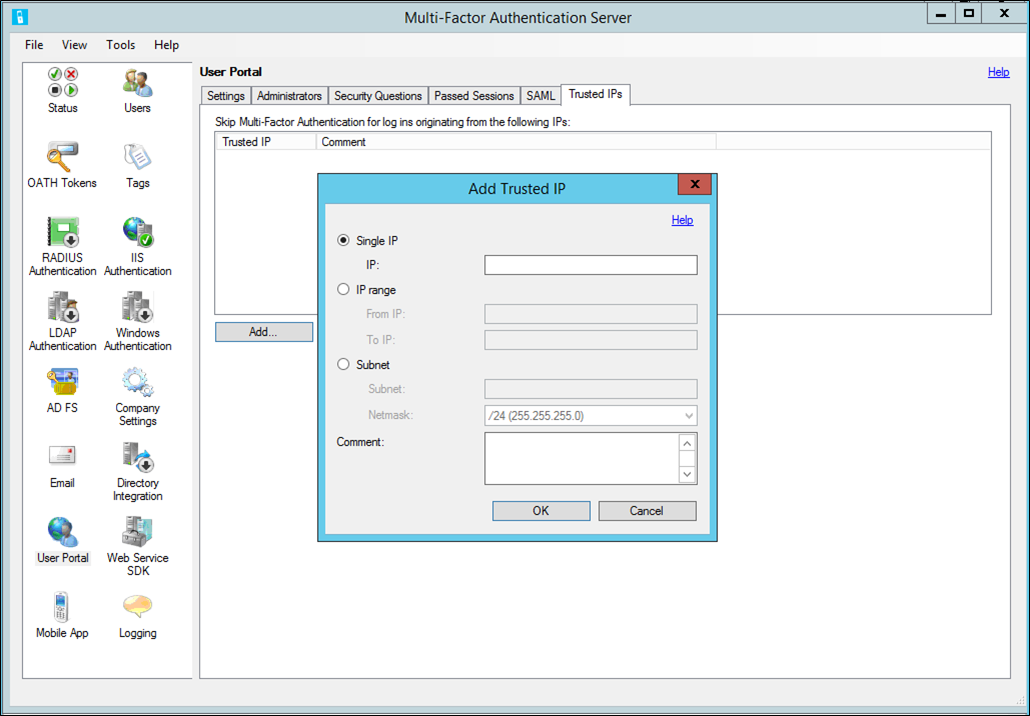 Multi-Factor Authentication Server
File View Tools Help
Status
Users
OATH Tokens
Tags
RADIUS
Authentication
IIS
Authentication
LDAP
Authentication
Windows
Authentication
AD FS
Company
Settings
Email
Directory
Integration
User Portal
Web Service
SDK
Mobile App
Logging
User Portal
Help
Settings Administrators Security Questions Passed Sessions SAML Trusted IPs
Skip Multi-Factor Authentication for log ins originating from the following IPs:
Trusted IP Comment
Add...
Add Trusted IP
x
Help
Single IP
IP:
IP range
From IP:
To IP:
Subnet
Subnet:
Netmask: /24 (255.255.255.0)
Comment:
OK Cancel